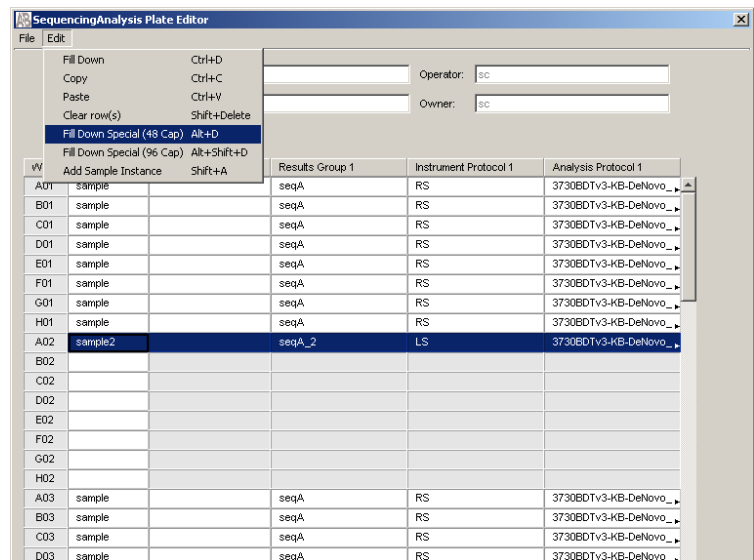 SequencingAnalysis Plate Editor
File Edit
Fill Down Ctrl+D
Copy Ctrl+C
Paste Ctrl+V
Clear row(s) Shift+Delete
Fill Down Special (48 Cap) Alt+D
Fill Down Special (96 Cap) Alt+Shift+D
Add Sample Instance Shift+A
Operator: sc
Owner: sc
Results Group 1 Instrument Protocol 1 Analysis Protocol 1
A01 sample seqA RS 3730BDTv3-KB-DeNovo_
B01 sample seqA RS 3730BDTv3-KB-DeNovo_
C01 sample seqA RS 3730BDTv3-KB-DeNovo_
D01 sample seqA RS 3730BDTv3-KB-DeNovo_
E01 sample seqA RS 3730BDTv3-KB-DeNovo_
F01 sample seqA RS 3730BDTv3-KB-DeNovo_
G01 sample seqA RS 3730BDTv3-KB-DeNovo_
H01 sample seqA RS 3730BDTv3-KB-DeNovo_
A02 sample2 seqA_2 LS 3730BDTv3-KB-DeNovo_
B02
C02
D02
E02
F02
G02
H02
A03 sample seqA RS 3730BDTv3-KB-DeNovo_
B03 sample seqA RS 3730BDTv3-KB-DeNovo_
C03 sample seqA RS 3730BDTv3-KB-DeNovo_
D03 sample seqA RS 3730BDTv3-KB-DeNovo_